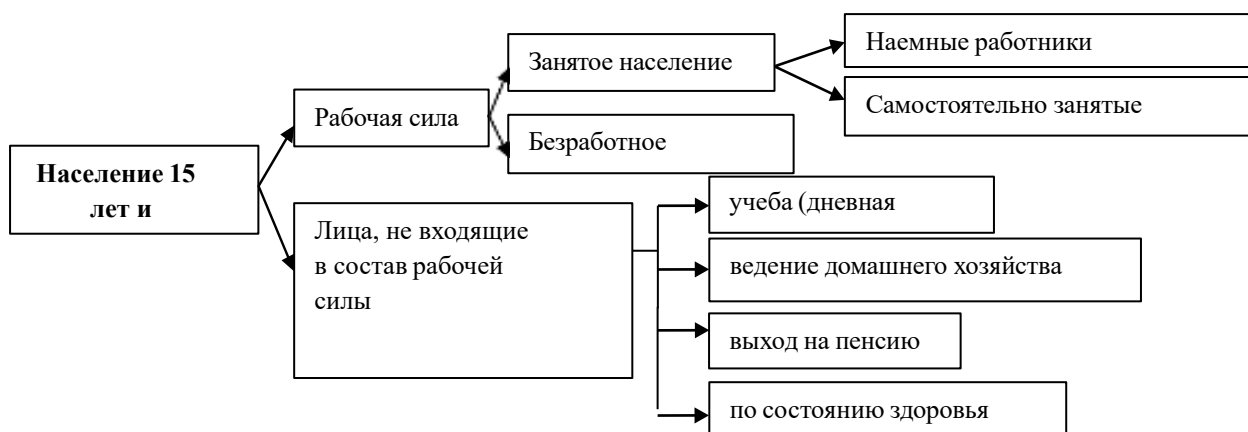 Наемные работники
Занятое население
Самостоятельно занятые
Рабочая сила
Безработное
Население 15
лет и
учеба (дневная
Лица, не входящие
в состав рабочей
силы
ведение домашнего хозяйства
выход на пенсию
по состоянию здоровья